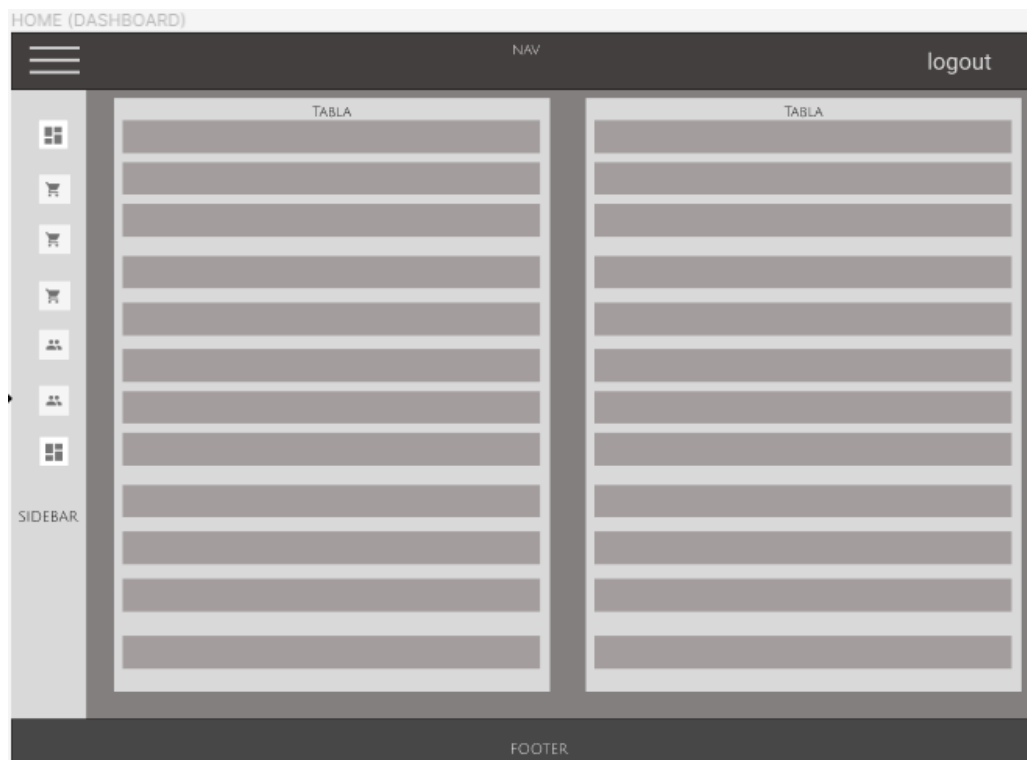 HOME (DASHBOARD)
NAV
logout
TABLA
TABLA
SIDEBAR
FOOTER